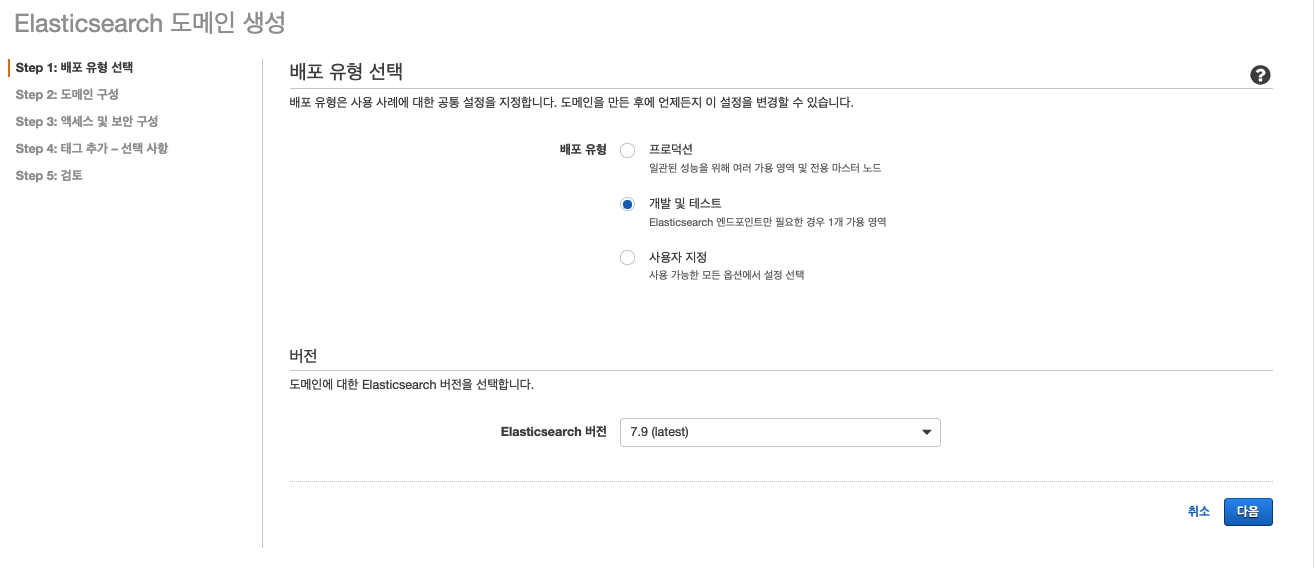 Elasticsearch 도메인 생성
Step 1: 배포 유형 선택
Step 2: 도메인 구성
Step 3: 액세스 및 보안 구성
Step 4: 태그 추가 – 선택 사항
Step 5: 검토
배포 유형 선택
?
배포 유형은 사용 사례에 대한 공통 설정을 지정합니다. 도메인을 만든 후에 언제든지 이 설정을 변경할 수 있습니다.
배포 유형 프로덕션
일관된 성능을 위해 여러 가용 영역 및 전용 마스터 노드
개발 및 테스트
Elasticsearch 엔드포인트만 필요한 경우 1개 가용 영역
사용자 지정
사용 가능한 모든 옵션에서 설정 선택
버전
도메인에 대한 Elasticsearch 버전을 선택합니다.
Elasticsearch 버전 7.9 (latest)
취소 다음